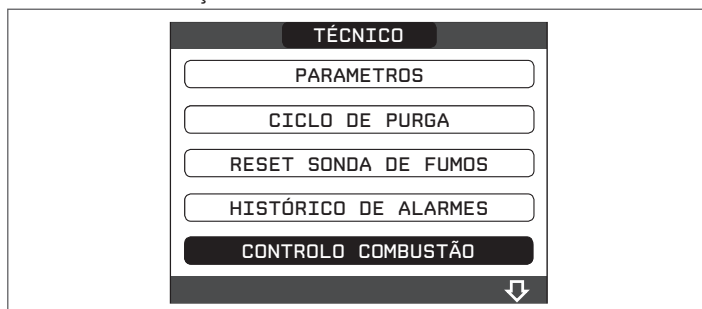 TÉCNICO
PARAMETROS
CICLO DE PURGA
RESET SONDA DE FUMOS
HISTÓRICO DE ALARMES
CONTROLO COMBUSTÃO